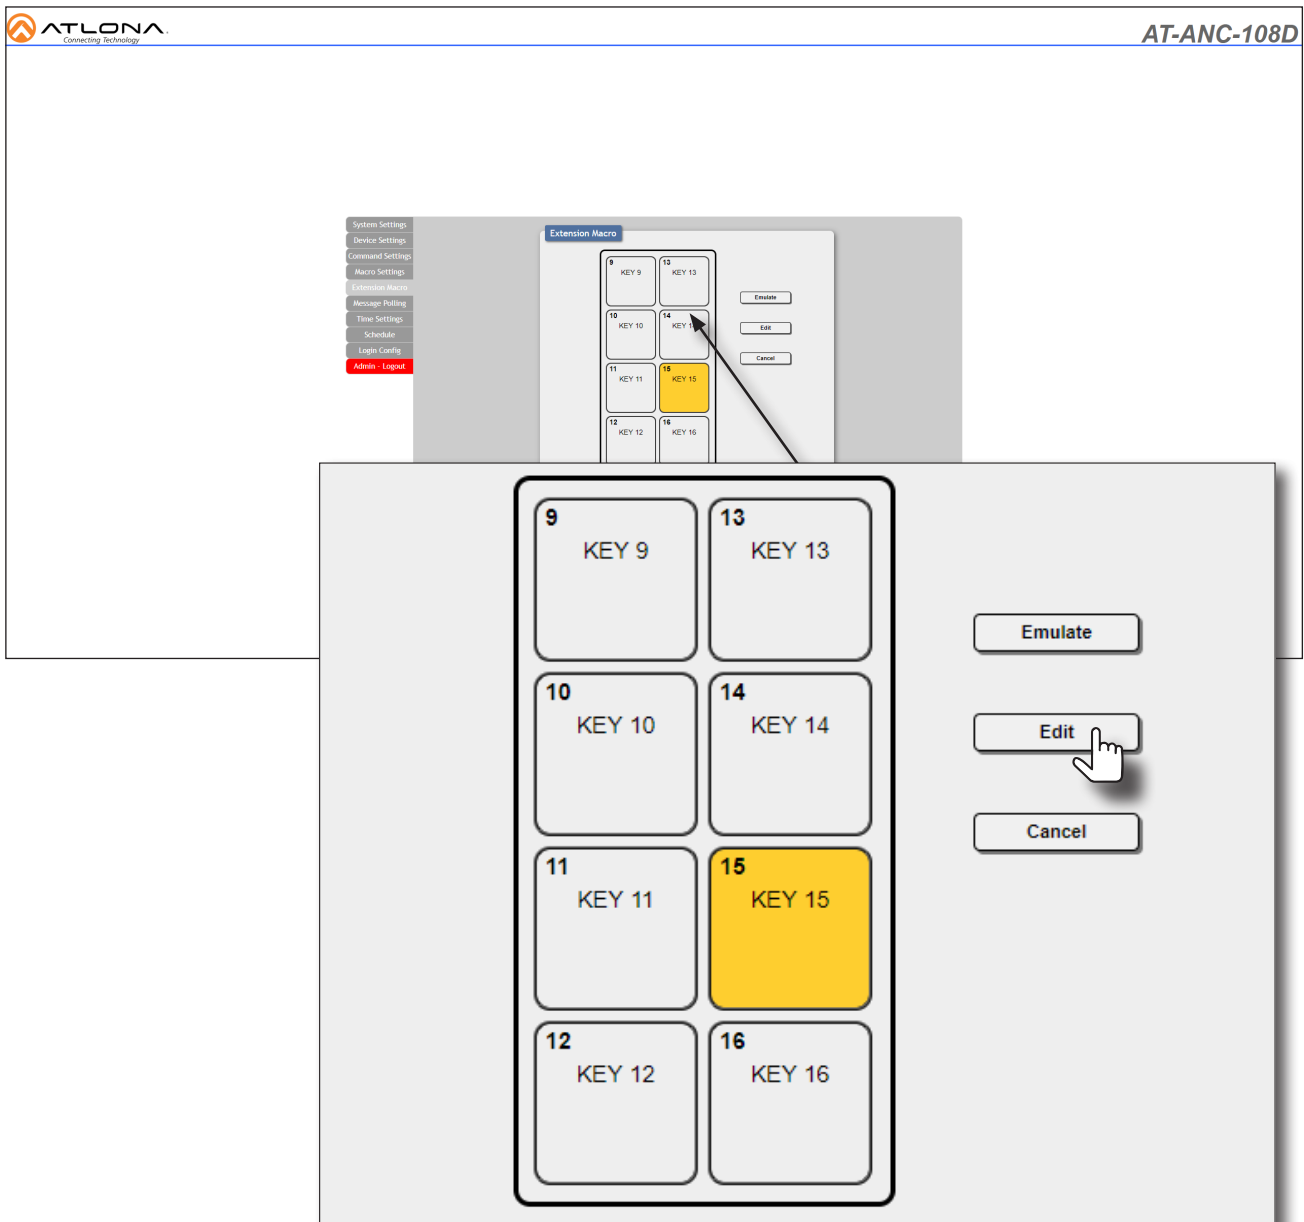 ATLONA.
Connecting Technology
AT-ANC-108D
System Settings
Device Settings
Command Settings
Macro Settings
Extension Macro
Message Polling
Time Settings
Schedule
Login Config
Admin - Logout
Extension Macro
9
KEY 9
13
KEY 13
10
KEY 10
14
KEY
11
KEY 11
15
KEY 15
12
KEY 12
16
KEY 16
Emulate
Edit
Cancel
9
KEY 9
13
KEY 13
10
KEY 10
14
KEY 14
11
KEY 11
15
KEY 15
12
KEY 12
16
KEY 16
Emulate
Edit
Cancel